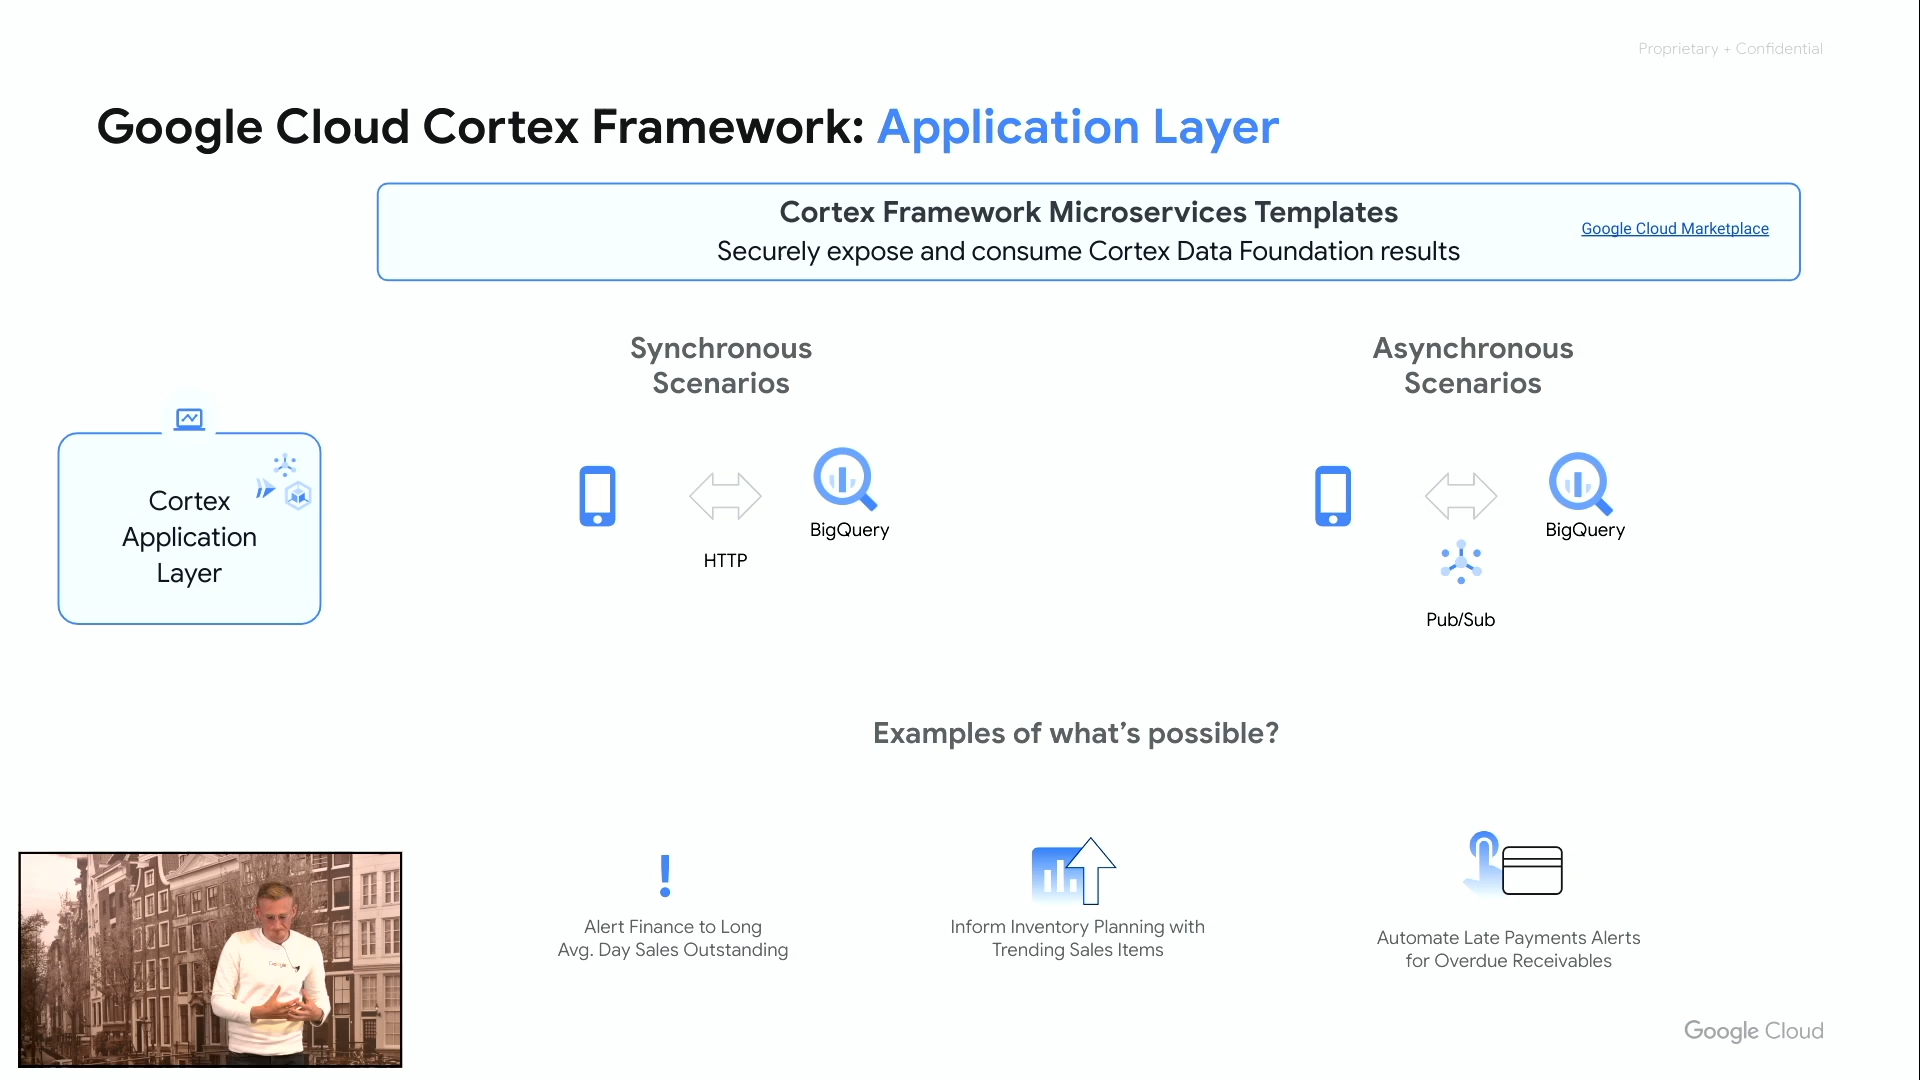 Proprietary + Confidential
Google Cloud Cortex Framework: Application Layer
Cortex Framework Microservices Templates
Securely expose and consume Cortex Data Foundation results
Google Cloud Marketplace
Synchronous
Scenarios
Asynchronous
Scenarios
Cortex
Application
Layer
BigQuery
HTTP
BigQuery
Pub/Sub
Examples of what’s possible?
Alert Finance to Long
Avg. Day Sales Outstanding
Inform Inventory Planning with
Trending Sales Items
Automate Late Payments Alerts
for Overdue Receivables
Google
Google Cloud